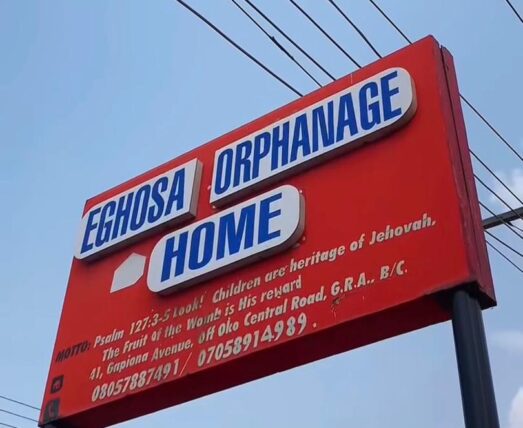 EGHOSA ORPHANAGE
HOME
MOTTO: Psalm 127:3-5 Look! Children are heritage of Jehovah,
The Fruit Of the Womb is His reward
41, Gapiona Avenue, Off Oko Central Road, G.R.A.. B/C.
08057887491/ 07058914989.